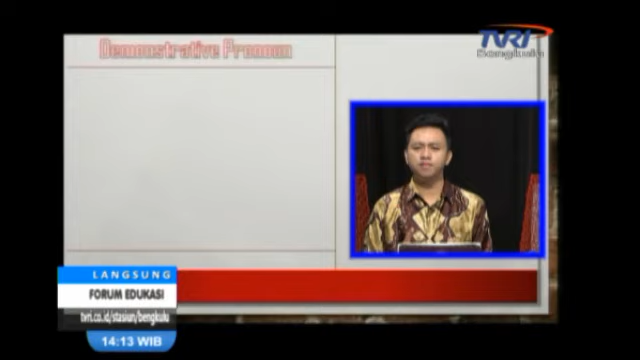 Demonstrative Pronoun
TVRI
Bengkulu
LANGSUNG
FORUM EDUKASI
tvri.co.id/stasiun/bengkulu
14:13 WIB